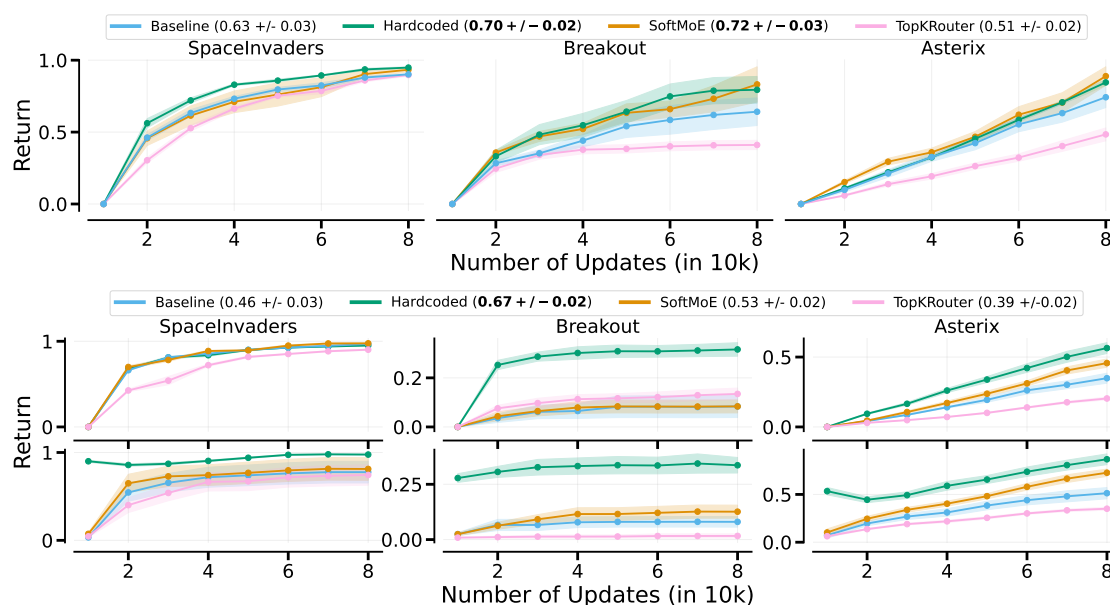 Baseline (0.63 +/- 0.03) Hardcoded (0.70 +/− 0.02) SoftMoE (0.72 +/− 0.03) TopKRouter (0.51 +/- 0.02)
SpaceInvaders Breakout Asterix
1.0
0.5
0.0
Return
2 4 6 8 2 4 6 8 2 4 6 8
Number of Updates (in 10k)
Baseline (0.46 +/- 0.03) Hardcoded (0.67 +/− 0.02) SoftMoE (0.53 +/- 0.02) TopKRouter (0.39 +/-0.02)
SpaceInvaders Breakout Asterix
Return
1 0.2 0.5
0 0.0 0.0
1 0.25 0.5
0 0.00 0.0
2 4 6 8 2 4 6 8 2 4 6 8
Number of Updates (in 10k)